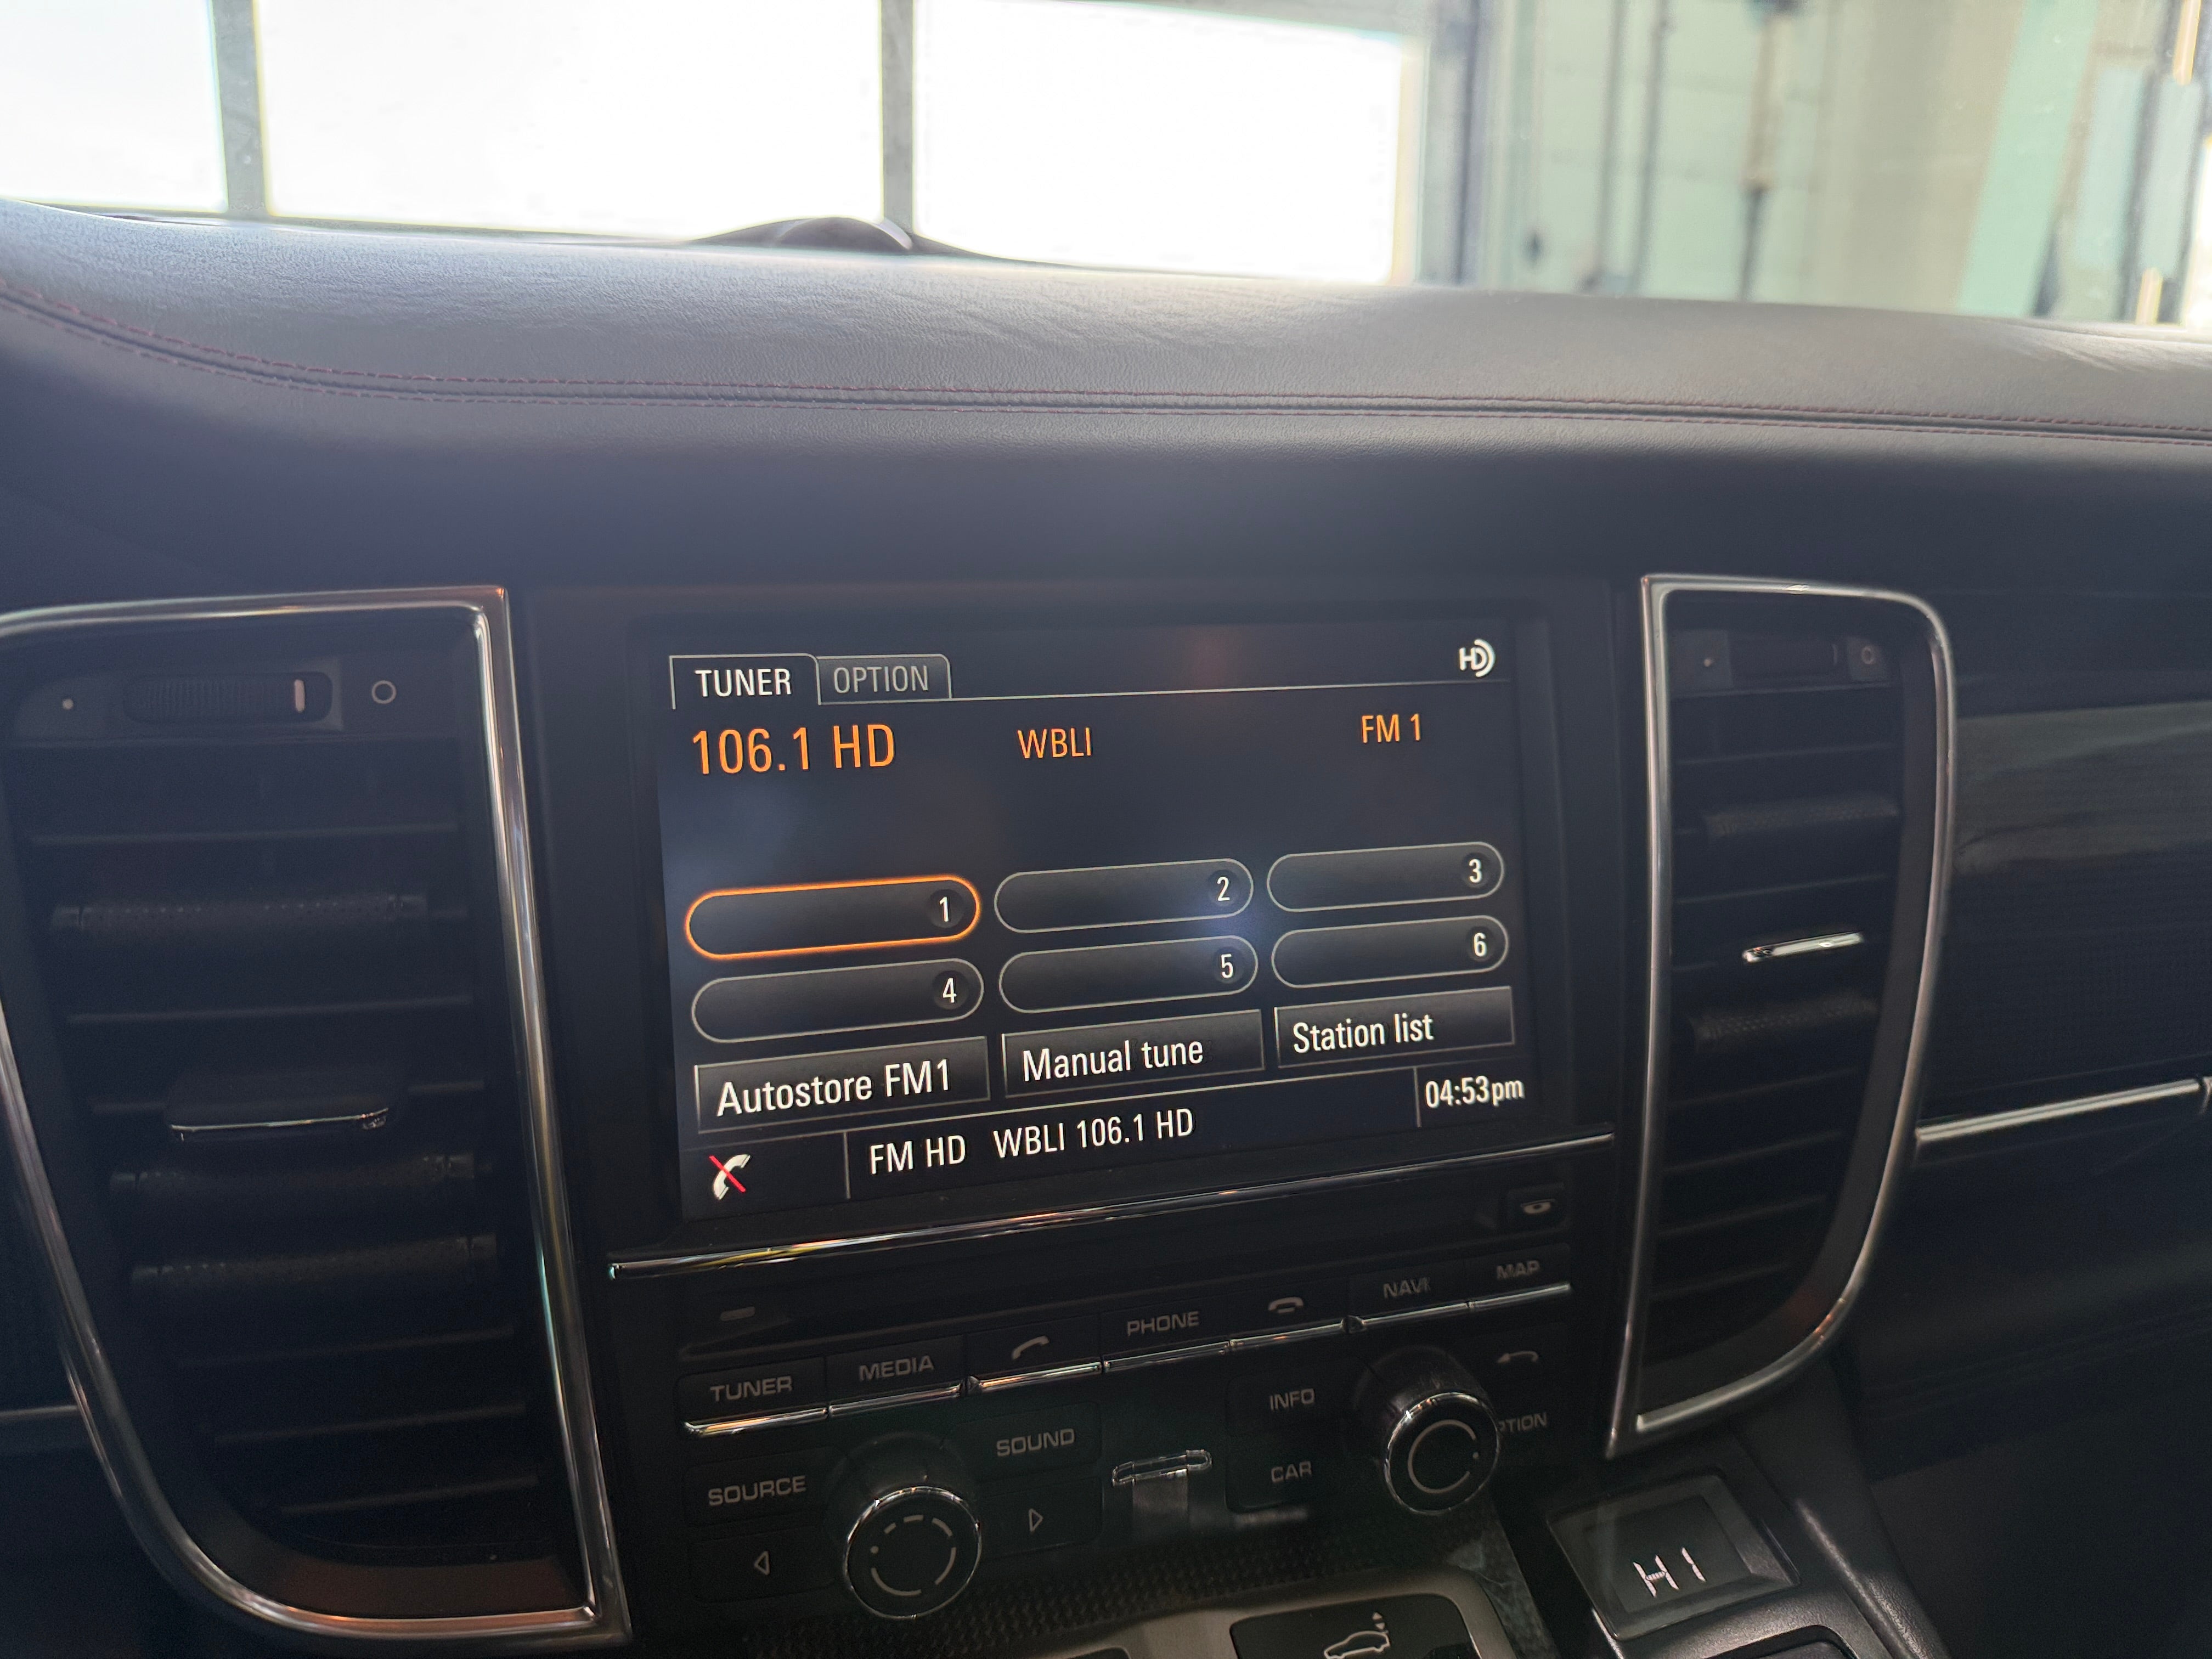 TUNER OPTION HD
106.1 HD WBLI FM 1
1 2 3
4 5 6
Autostore FM1 Manual tune Station list
FM HD WBLI 106.1 HD 04:53pm
TUNER MEDIA PHONE NAVI MAP
SOURCE SOUND INFO PTION
CAR
HI